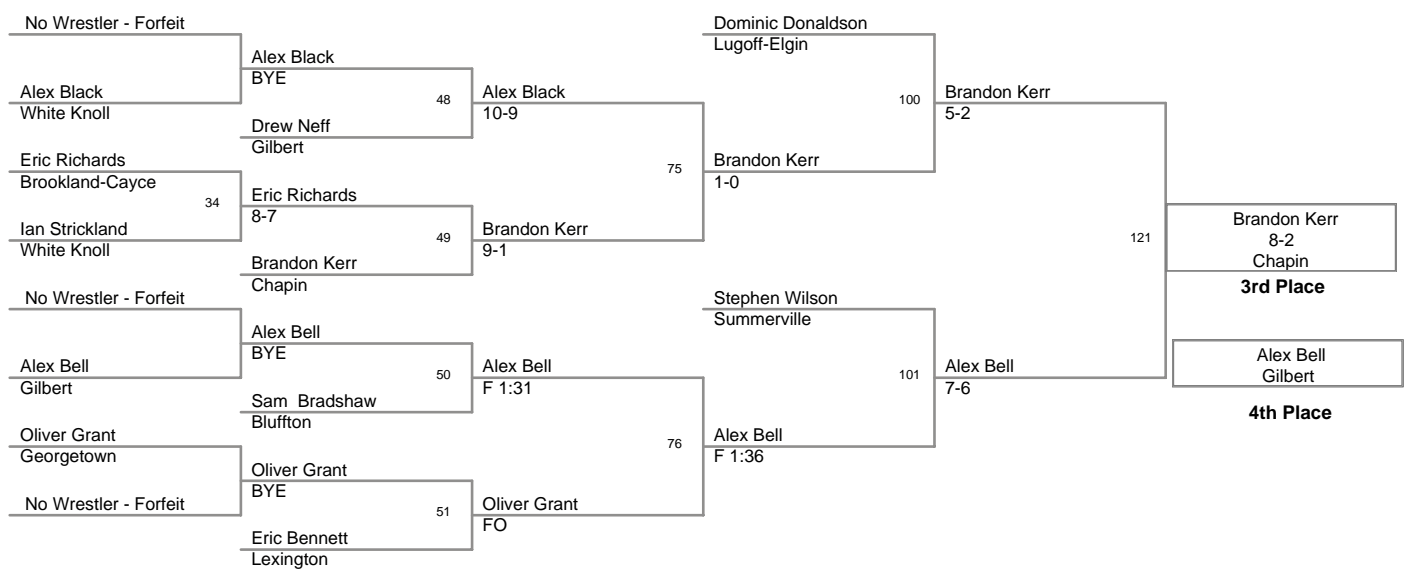 No Wrestler - Forfeit
Alex Black
White Knoll
Eric Richards
Brookland-Cayce
34
Ian Strickland
White Knoll
No Wrestler - Forfeit
Alex Bell
Gilbert
Oliver Grant
Georgetown
No Wrestler - Forfeit
Alex Black
BYE
48
Drew Neff
Gilbert
Eric Richards
8-7
49
Brandon Kerr
Chapin
Alex Bell
BYE
50
Sam Bradshaw
Bluffton
Oliver Grant
BYE
51
Eric Bennett
Lexington
Alex Black
10-9
75
Brandon Kerr
9-1
Alex Bell
F 1:31
76
Oliver Grant
FO
Dominic Donaldson
Lugoff-Elgin
100
Brandon Kerr
1-0
Stephen Wilson
Summerville
101
Alex Bell
F 1:36
Brandon Kerr
5-2
121
Alex Bell
7-6
Brandon Kerr
8-2
Chapin
3rd Place
Alex Bell
Gilbert
4th Place